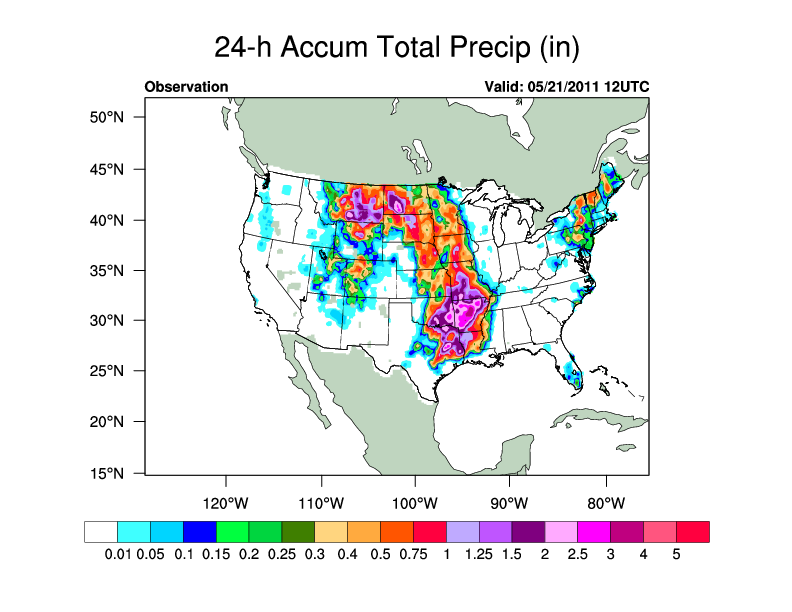 24-h Accum Total Precip (in)
Observation Valid: 05/21/2011 12UTC
50°N
45°N
40°N
35°N
30°N
25°N
20°N
15°N
120°W 110°W 100°W 90°W 80°W
0.01 0.05 0.1 0.15 0.2 0.25 0.3 0.4 0.5 0.75 1 1.25 1.5 2 2.5 3 4 5